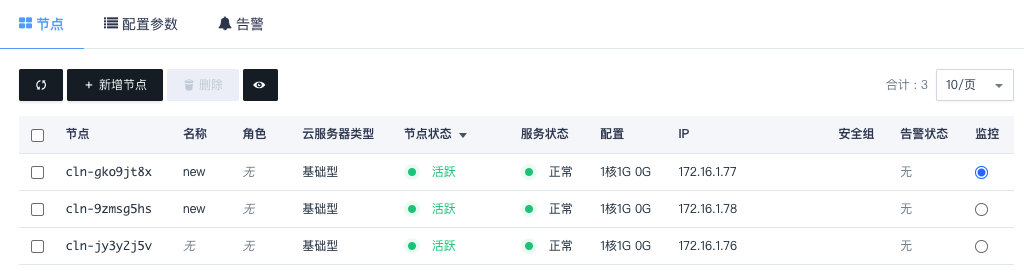 节点 配置参数 告警
+ 新增节点 删除 合计：3 10/页
节点 名称 角色 云服务器类型 节点状态 服务状态 配置 IP 安全组 告警状态 监控
cln-gko9jt8x new 无 基础型 活跃 正常 1核1G 0G 172.16.1.77 无
cln-9zmsg5hs new 无 基础型 活跃 正常 1核1G 0G 172.16.1.78 无
cln-jy3y2j5v 无 无 基础型 活跃 正常 1核1G 0G 172.16.1.76 无